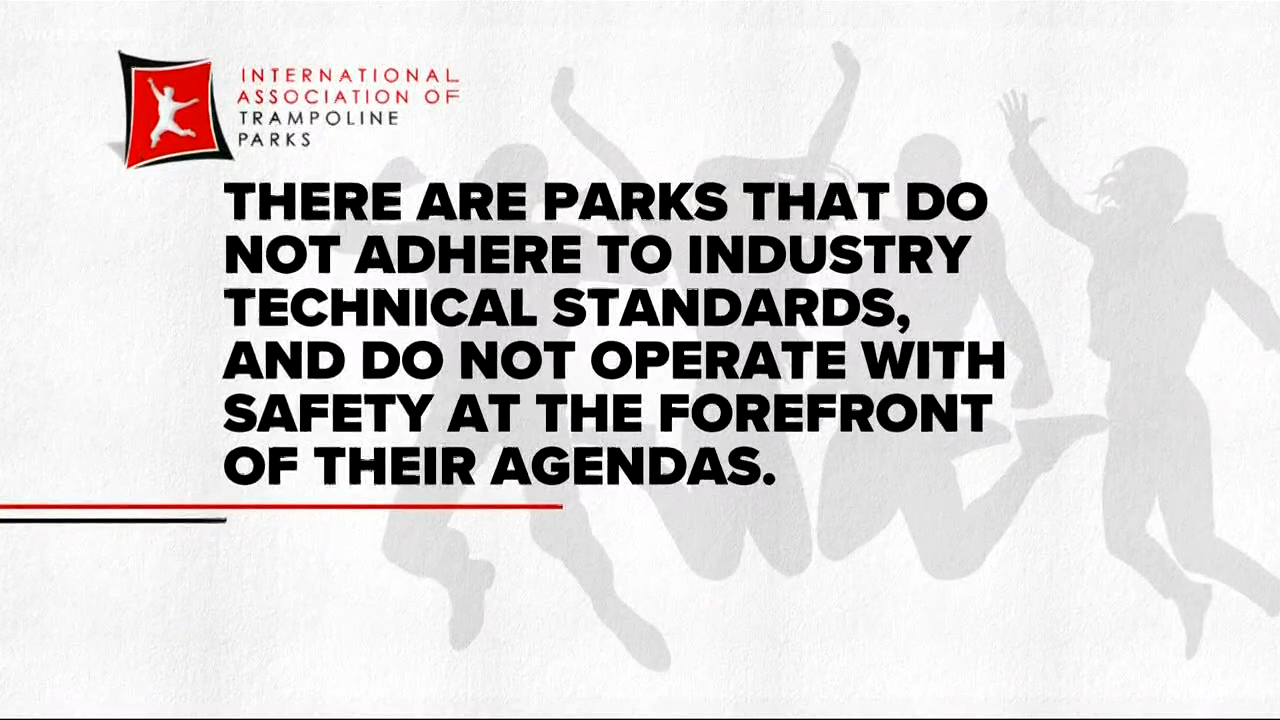 INTERNATIONAL
ASSOCIATION OF
TRAMPOLINE
PARKS
THERE ARE PARKS THAT DO
NOT ADHERE TO INDUSTRY
TECHNICAL STANDARDS,
AND DO NOT OPERATE WITH
SAFETY AT THE FOREFRONT
OF THEIR AGENDAS.